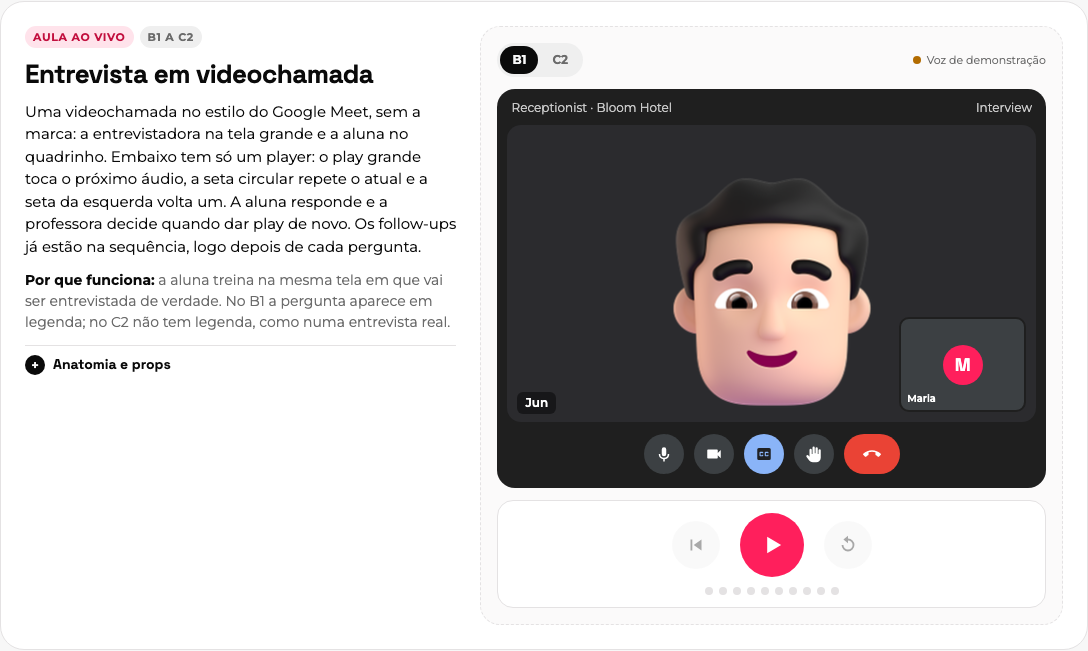 AULA AO VIVO
B1 A C2
Entrevista em videochamada
Uma videochamada no estilo do Google Meet, sem a
marca: a entrevistadora na tela grande e a aluna no
quadrinho. Embaixo tem só um player: o play grande
toca o próximo áudio, a seta circular repete o atual e a
seta da esquerda volta um. A aluna responde e a
professora decide quando dar play de novo. Os follow-ups
já estão na sequência, logo depois de cada pergunta.
Por que funciona: a aluna treina na mesma tela em que vai
ser entrevistada de verdade. No B1 a pergunta aparece em
legenda; no C2 não tem legenda, como numa entrevista real.
+ Anatomia e props
B1
C2
Voz de demonstração
Receptionist · Bloom Hotel
Interview
Jun
M
Maria
CC